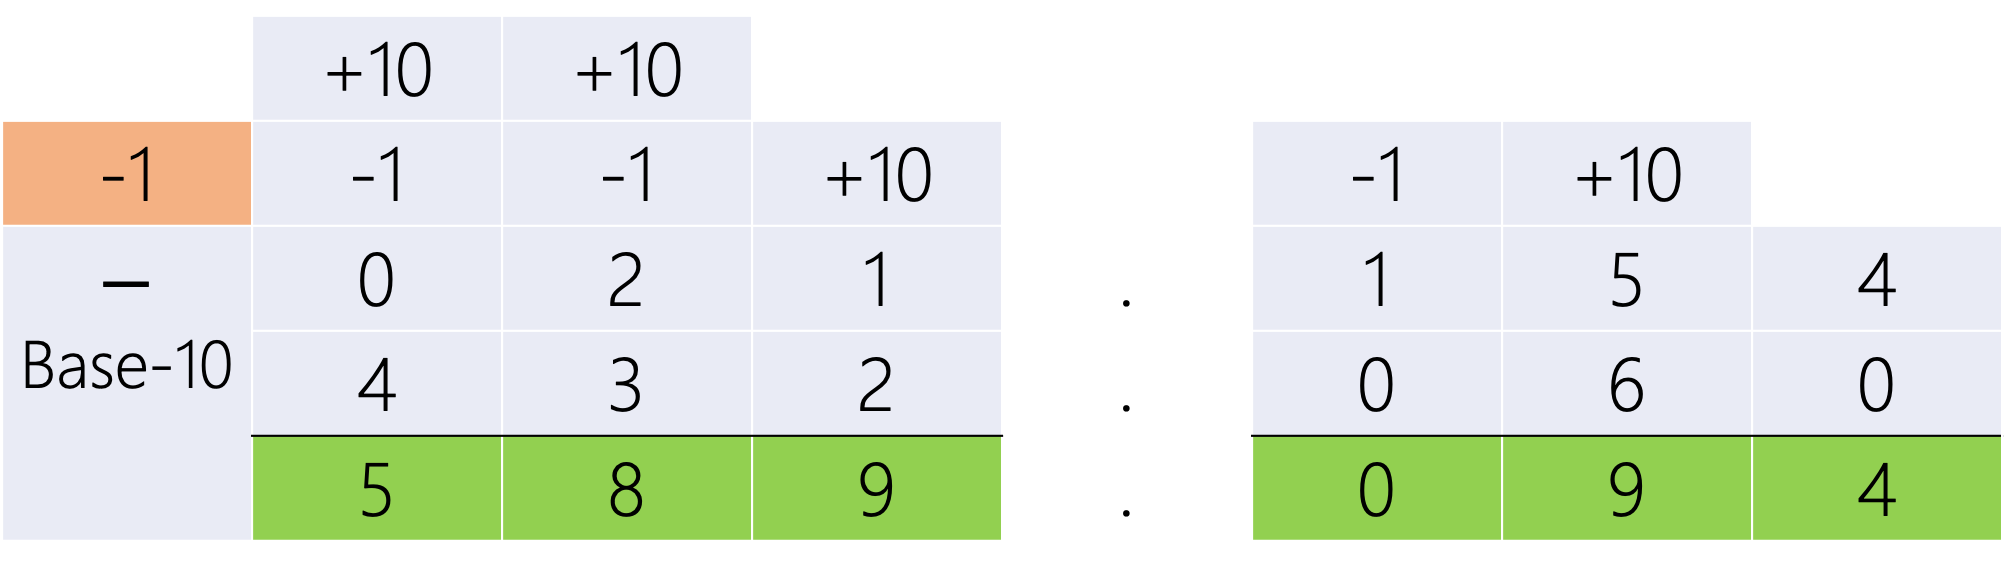 +10 +10
-1 -1 -1 +10 -1 +10
– 0 2 1 . 1 5 4
Base-10 4 3 2 . 0 6 0
5 8 9 . 0 9 4